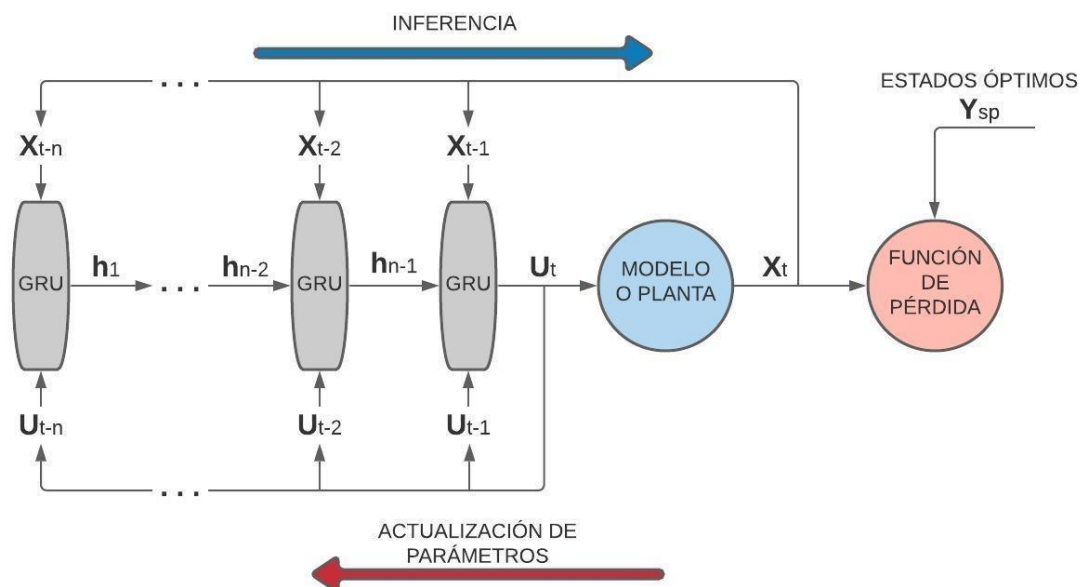 INFERENCIA
ESTADOS ÓPTIMOS
Ysp
. . .
Xt-n
Xt-2
Xt-1
GRU
h1
. . .
hn-2
GRU
hn-1
GRU
Ut
MODELO
O PLANTA
Xt
FUNCIÓN
DE
PÉRDIDA
Ut-n
Ut-2
Ut-1
. . .
ACTUALIZACIÓN DE
PARÁMETROS